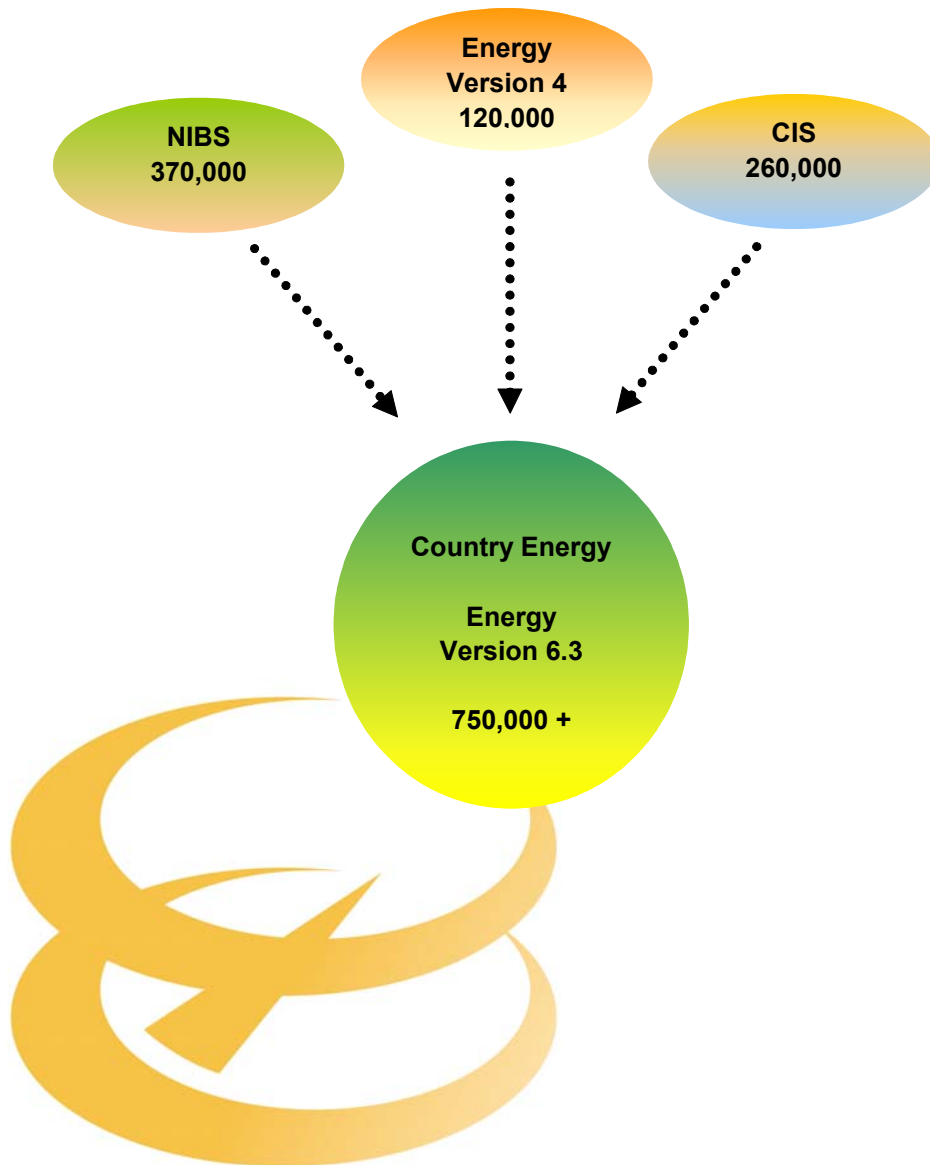 Energy
Version 4
120,000
NIBS
370,000
CIS
260,000
Country Energy
Energy
Version 6.3
750,000 +